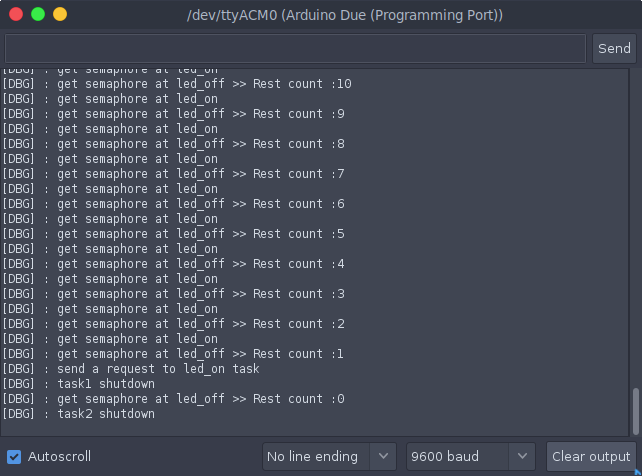 /dev/ttyACM0 (Arduino Due (Programming Port))
Send
[DBG] : get semaphore at led_on
[DBG] : get semaphore at led_off >> Rest count :10
[DBG] : get semaphore at led_on
[DBG] : get semaphore at led_off >> Rest count :9
[DBG] : get semaphore at led_on
[DBG] : get semaphore at led_off >> Rest count :8
[DBG] : get semaphore at led_on
[DBG] : get semaphore at led_off >> Rest count :7
[DBG] : get semaphore at led_on
[DBG] : get semaphore at led_off >> Rest count :6
[DBG] : get semaphore at led_on
[DBG] : get semaphore at led_off >> Rest count :5
[DBG] : get semaphore at led_on
[DBG] : get semaphore at led_off >> Rest count :4
[DBG] : get semaphore at led_on
[DBG] : get semaphore at led_off >> Rest count :3
[DBG] : get semaphore at led_on
[DBG] : get semaphore at led_off >> Rest count :2
[DBG] : get semaphore at led_on
[DBG] : get semaphore at led_off >> Rest count :1
[DBG] : send a request to led_on task
[DBG] : task1 shutdown
[DBG] : get semaphore at led_off >> Rest count :0
[DBG] : task2 shutdown
Autoscroll
No line ending
9600 baud
Clear output